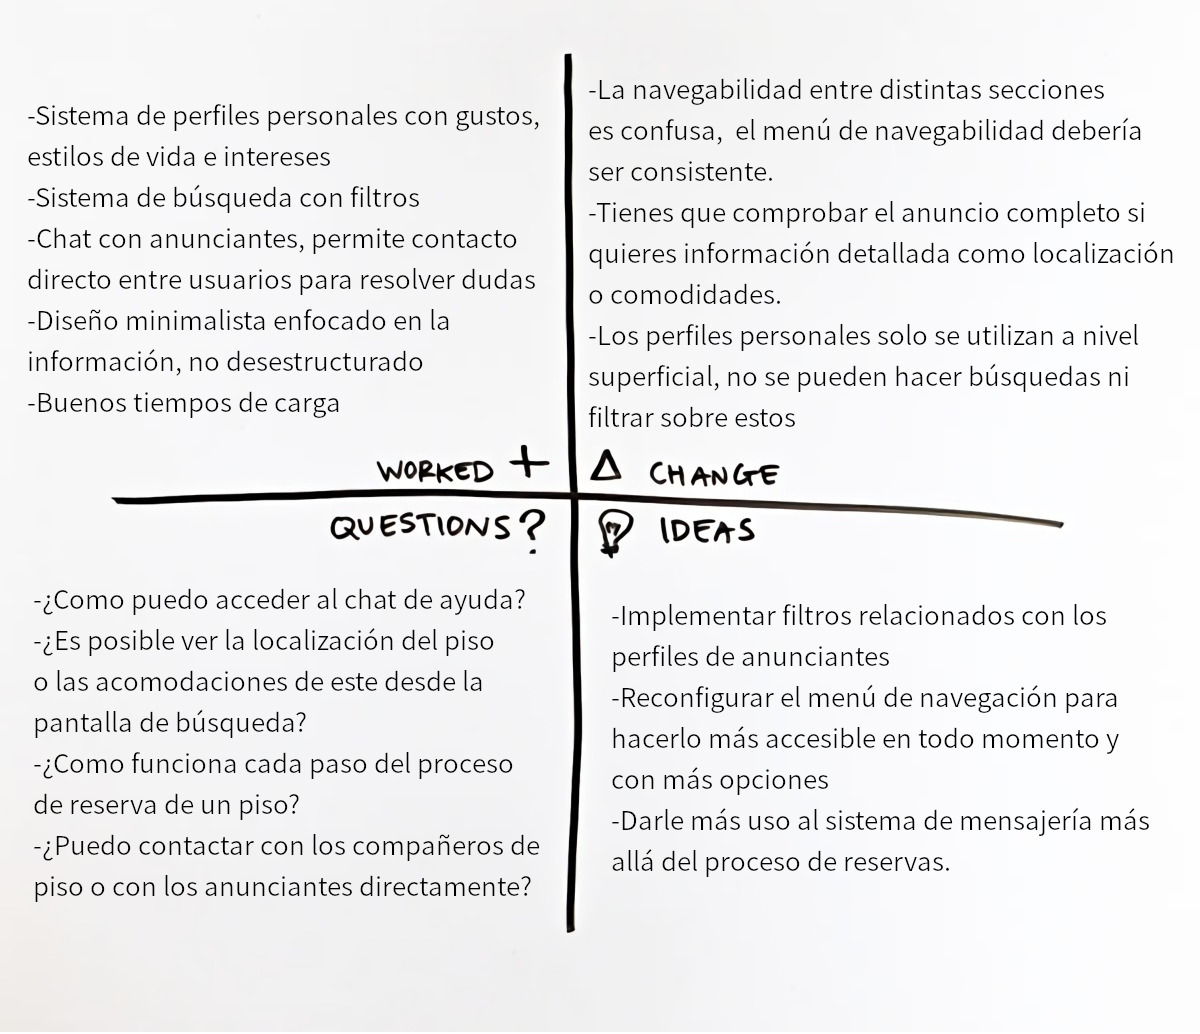 -Sistema de perfiles personales con gustos,
estilos de vida e intereses
-Sistema de búsqueda con filtros
-Chat con anunciantes, permite contacto
directo entre usuarios para resolver dudas
-Diseño minimalista enfocado en la
información, no desestructurado
-Buenos tiempos de carga
WORKED +
-La navegabilidad entre distintas secciones
es confusa,  el menú de navegabilidad debería
ser consistente.
-Tienes que comprobar el anuncio completo si
quieres información detallada como localización
o comodidades.
-Los perfiles personales solo se utilizan a nivel
superficial, no se pueden hacer búsquedas ni
filtrar sobre estos
Δ CHANGE
QUESTIONS?
-¿Como puedo acceder al chat de ayuda?
-¿Es posible ver la localización del piso
o las acomodaciones de este desde la
pantalla de búsqueda?
-¿Como funciona cada paso del proceso
de reserva de un piso?
-¿Puedo contactar con los compañeros de
piso o con los anunciantes directamente?
IDEAS
-Implementar filtros relacionados con los
perfiles de anunciantes
-Reconfigurar el menú de navegación para
hacerlo más accesible en todo momento y
con más opciones
-Darle más uso al sistema de mensajería más
allá del proceso de reservas.